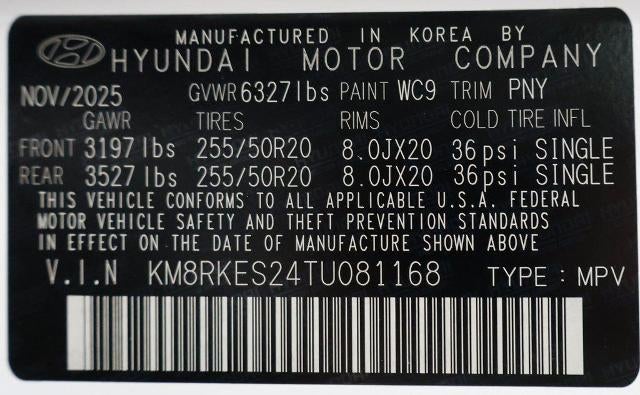 MANUFACTURED IN KOREA BY
HYUNDAI MOTOR COMPANY
NOV/2025 GVWR 6327lbs PAINT WC9 TRIM PNY
GAWR TIRES RIMS COLD TIRE INFL
FRONT 3197lbs 255/50R20 8.0JX20 36psi SINGLE
REAR 3527lbs 255/50R20 8.0JX20 36psi SINGLE
THIS VEHICLE CONFORMS TO ALL APPLICABLE U.S.A. FEDERAL
MOTOR VEHICLE SAFETY AND THEFT PREVENTION STANDARDS
IN EFFECT ON THE DATE OF MANUFACTURE SHOWN ABOVE
V.I.N KM8RKES24TU081168 TYPE : MPV